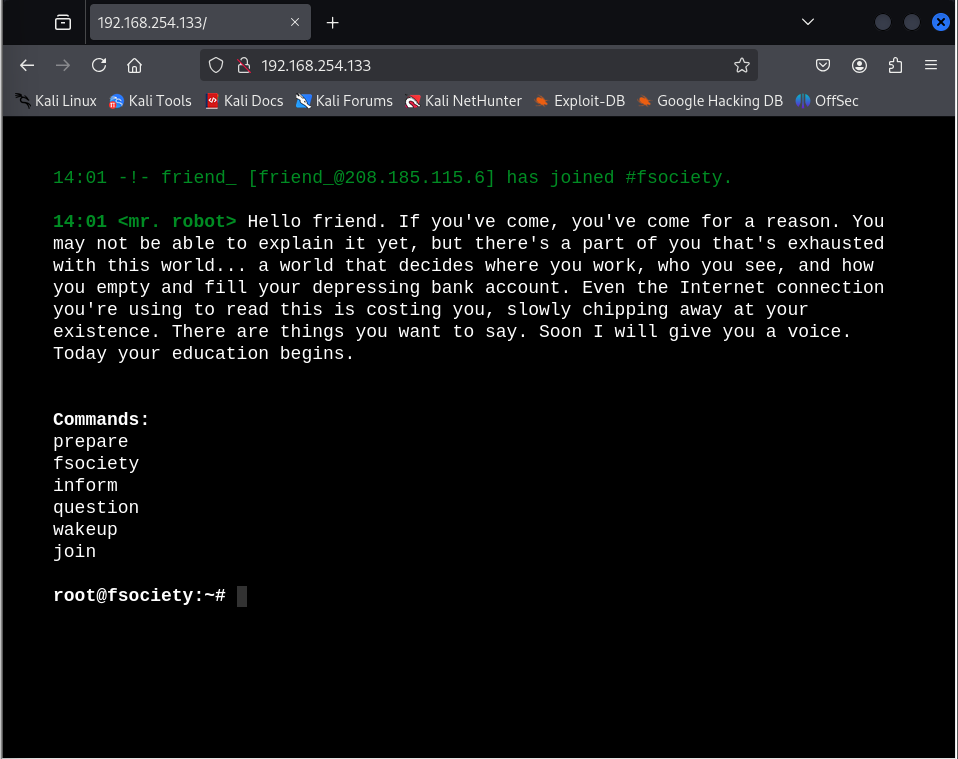 192.168.254.133/
192.168.254.133
Kali Linux Kali Tools Kali Docs Kali Forums Kali NetHunter Exploit-DB Google Hacking DB OffSec
14:01 -!- friend_ [friend_@208.185.115.6] has joined #fsociety.
14:01 <mr. robot> Hello friend. If you've come, you've come for a reason. You
may not be able to explain it yet, but there's a part of you that's exhausted
with this world... a world that decides where you work, who you see, and how
you empty and fill your depressing bank account. Even the Internet connection
you're using to read this is costing you, slowly chipping away at your
existence. There are things you want to say. Soon I will give you a voice.
Today your education begins.
Commands:
prepare
fsociety
inform
question
wakeup
join
root@fsociety:~#